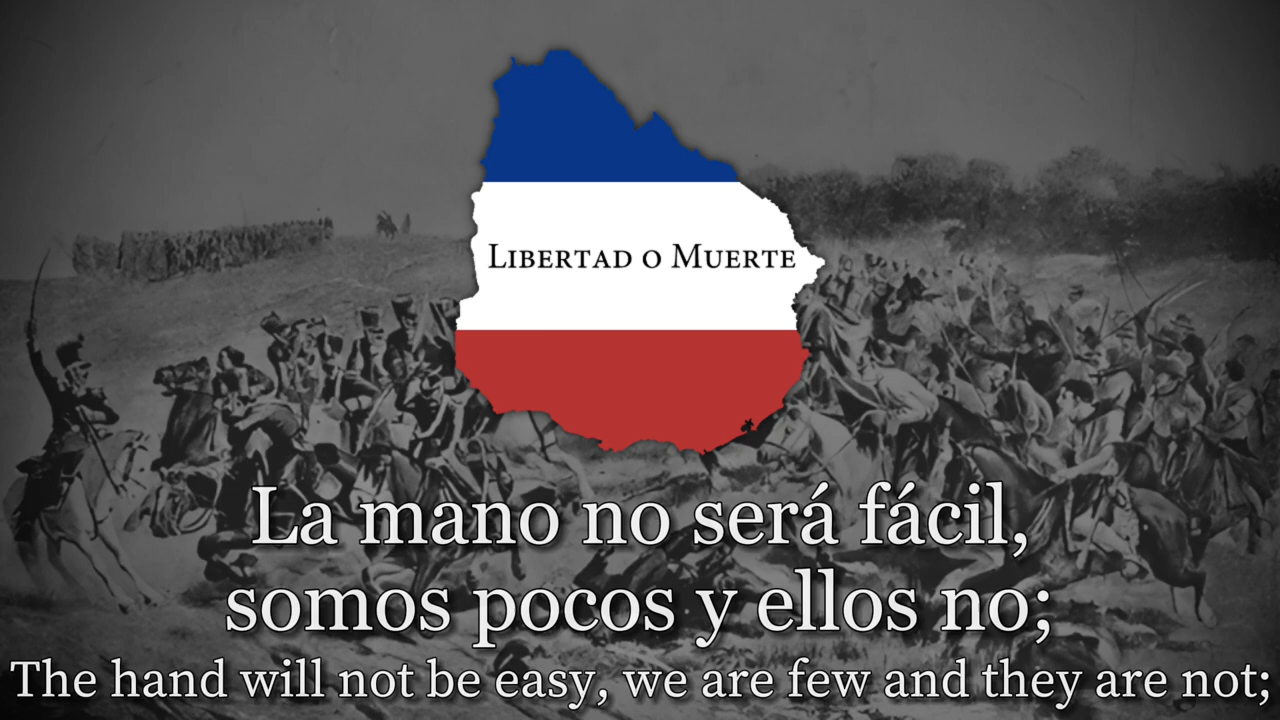 Libertad o Muerte
La mano no será fácil,
somos pocos y ellos no;
The hand will not be easy, we are few and they are not;